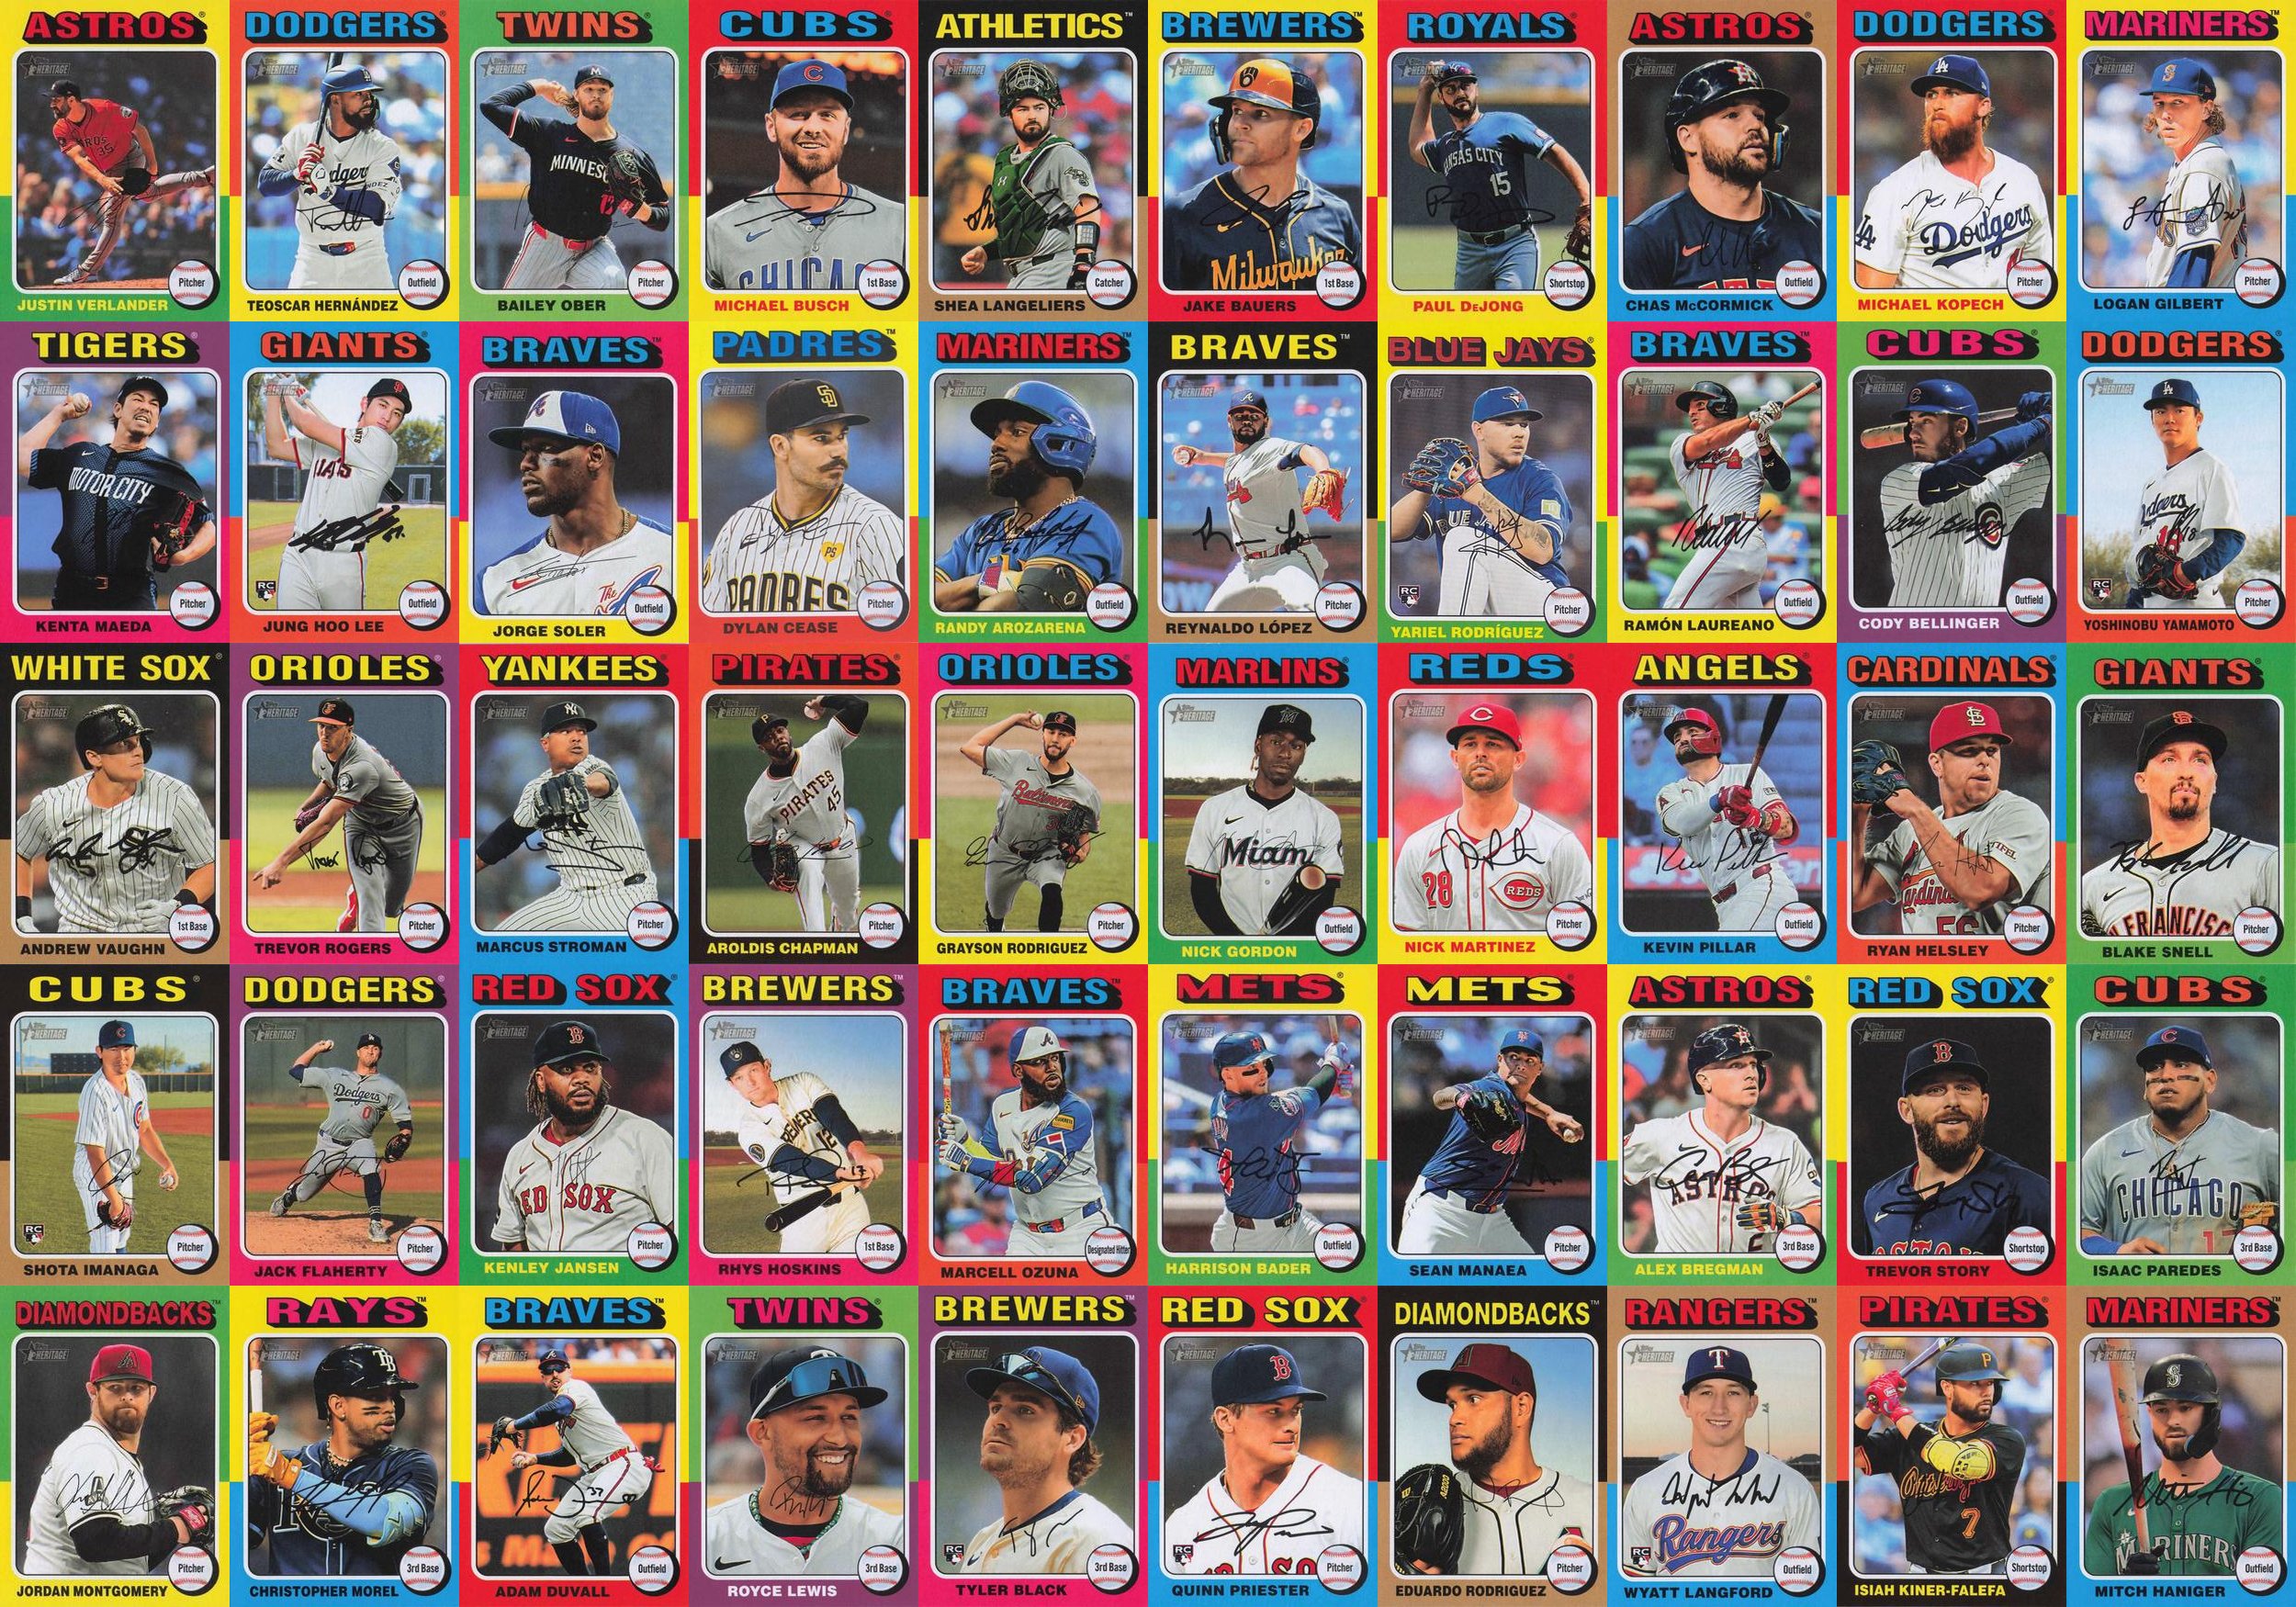 ASTROS DODGERS TWINS CUBS ATHLETICS BREWERS ROYALS ASTROS DODGERS MARINERS
Pitcher Outfield Pitcher 1st Base Catcher 1st Base Shortstop Outfield Pitcher Pitcher
JUSTIN VERLANDER TEOSCAR HERNÁNDEZ BAILEY OBER MICHAEL BUSCH SHEA LANGELIERS JAKE BAUERS PAUL DeJONG CHAS McCORMICK MICHAEL KOPECH LOGAN GILBERT
TIGERS GIANTS BRAVES PADRES MARINERS BRAVES BLUE JAYS BRAVES CUBS DODGERS
Pitcher Outfield Outfield Pitcher Outfield Pitcher Pitcher Outfield Outfield Pitcher
KENTA MAEDA JUNG HOO LEE JORGE SOLER DYLAN CEASE RANDY AROZARENA REYNALDO LÓPEZ YARIEL RODRÍGUEZ RAMÓN LAUREANO CODY BELLINGER YOSHINOBU YAMAMOTO
WHITE SOX ORIOLES YANKEES PIRATES ORIOLES MARLINS REDS ANGELS CARDINALS GIANTS
1st Base Pitcher Pitcher Pitcher Pitcher Outfield Pitcher Outfield Pitcher Pitcher
ANDREW VAUGHN TREVOR ROGERS MARCUS STROMAN AROLDIS CHAPMAN GRAYSON RODRIGUEZ NICK GORDON NICK MARTINEZ KEVIN PILLAR RYAN HELSLEY BLAKE SNELL
CUBS DODGERS RED SOX BREWERS BRAVES METS METS ASTROS RED SOX CUBS
Pitcher Pitcher Pitcher 1st Base Designated Hitter Outfield Pitcher 3rd Base Shortstop 3rd Base
SHOTA IMANAGA JACK FLAHERTY KENLEY JANSEN RHYS HOSKINS MARCELL OZUNA HARRISON BADER SEAN MANAEA ALEX BREGMAN TREVOR STORY ISAAC PAREDES
DIAMONDBACKS RAYS BRAVES TWINS BREWERS RED SOX DIAMONDBACKS RANGERS PIRATES MARINERS
Pitcher 3rd Base Outfield 3rd Base 3rd Base Pitcher Pitcher Outfield Shortstop Outfield
JORDAN MONTGOMERY CHRISTOPHER MOREL ADAM DUVALL ROYCE LEWIS TYLER BLACK QUINN PRIESTER EDUARDO RODRIGUEZ WYATT LANGFORD ISIAH KINER-FALEFA MITCH HANIGER